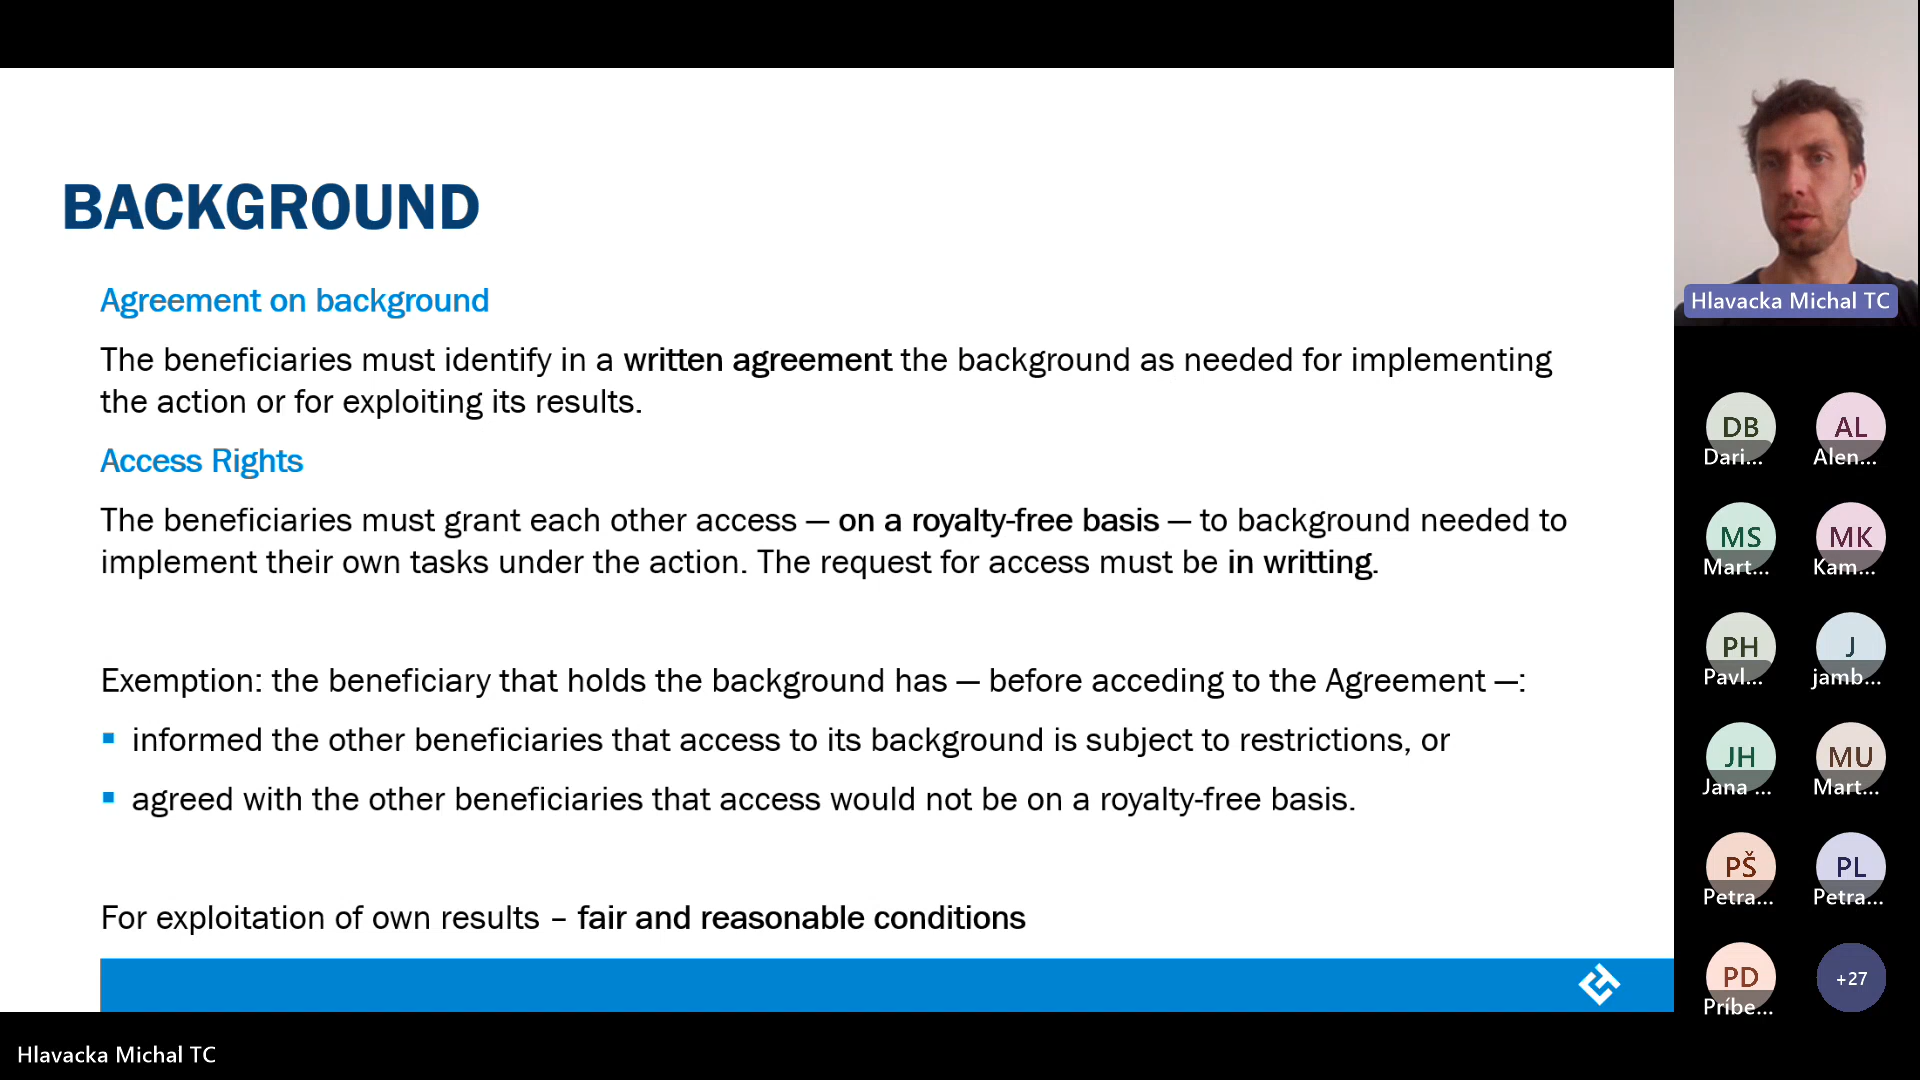 BACKGROUND
Agreement on background
The beneficiaries must identify in a written agreement the background as needed for implementing
the action or for exploiting its results.
Access Rights
The beneficiaries must grant each other access — on a royalty-free basis — to background needed to
implement their own tasks under the action. The request for access must be in writting.
Exemption: the beneficiary that holds the background has — before acceding to the Agreement —:
▪ informed the other beneficiaries that access to its background is subject to restrictions, or
▪ agreed with the other beneficiaries that access would not be on a royalty-free basis.
For exploitation of own results – fair and reasonable conditions
Hlavacka Michal TC
Hlavacka Michal TC
DB
Dari...
AL
Alen...
MS
Mart...
MK
Kam...
PH
Pavl...
J
jamb...
JH
Jana ...
MU
Mart...
PŠ
Petra...
PL
Petra...
PD
Príbe...
+27